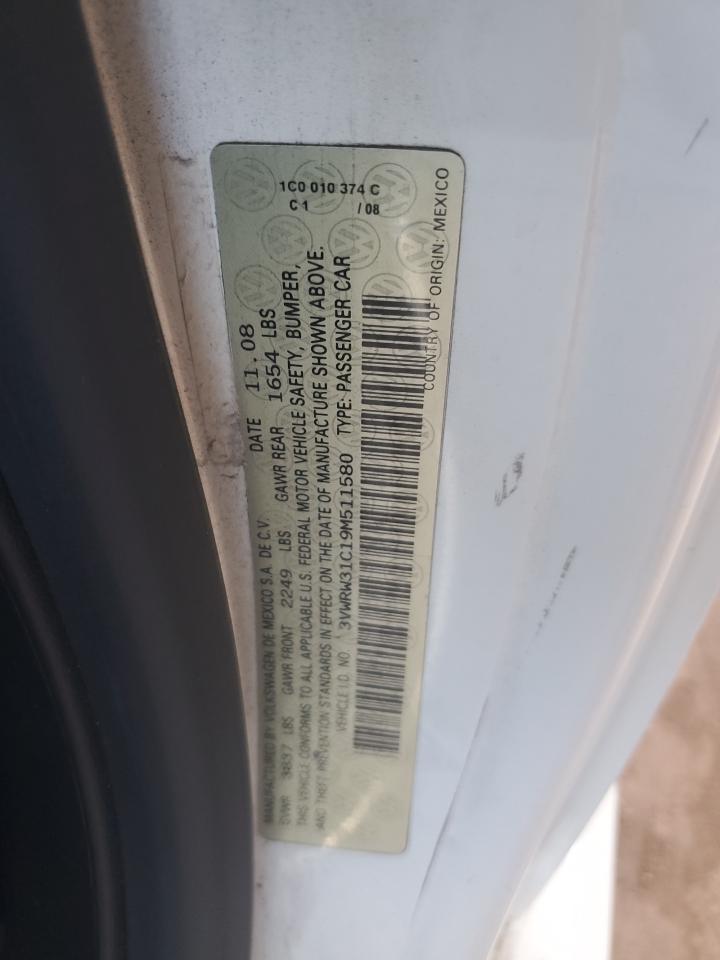 MANUFACTURED BY VOLKSWAGEN DE MEXICO S.A. DE C.V. DATE 11.08
GVWR 3837 LBS GAWR FRONT 2249 LBS GAWR REAR 1654 LBS
THIS VEHICLE CONFORMS TO ALL APPLICABLE U.S. FEDERAL MOTOR VEHICLE SAFETY, BUMPER,
AND THEFT PREVENTION STANDARDS IN EFFECT ON THE DATE OF MANUFACTURE SHOWN ABOVE.
VEHICLE I.D. NO. 3VWRW31C19M511580 TYPE: PASSENGER CAR
COUNTRY OF ORIGIN: MEXICO
1C0 010 374 C
C1 /08